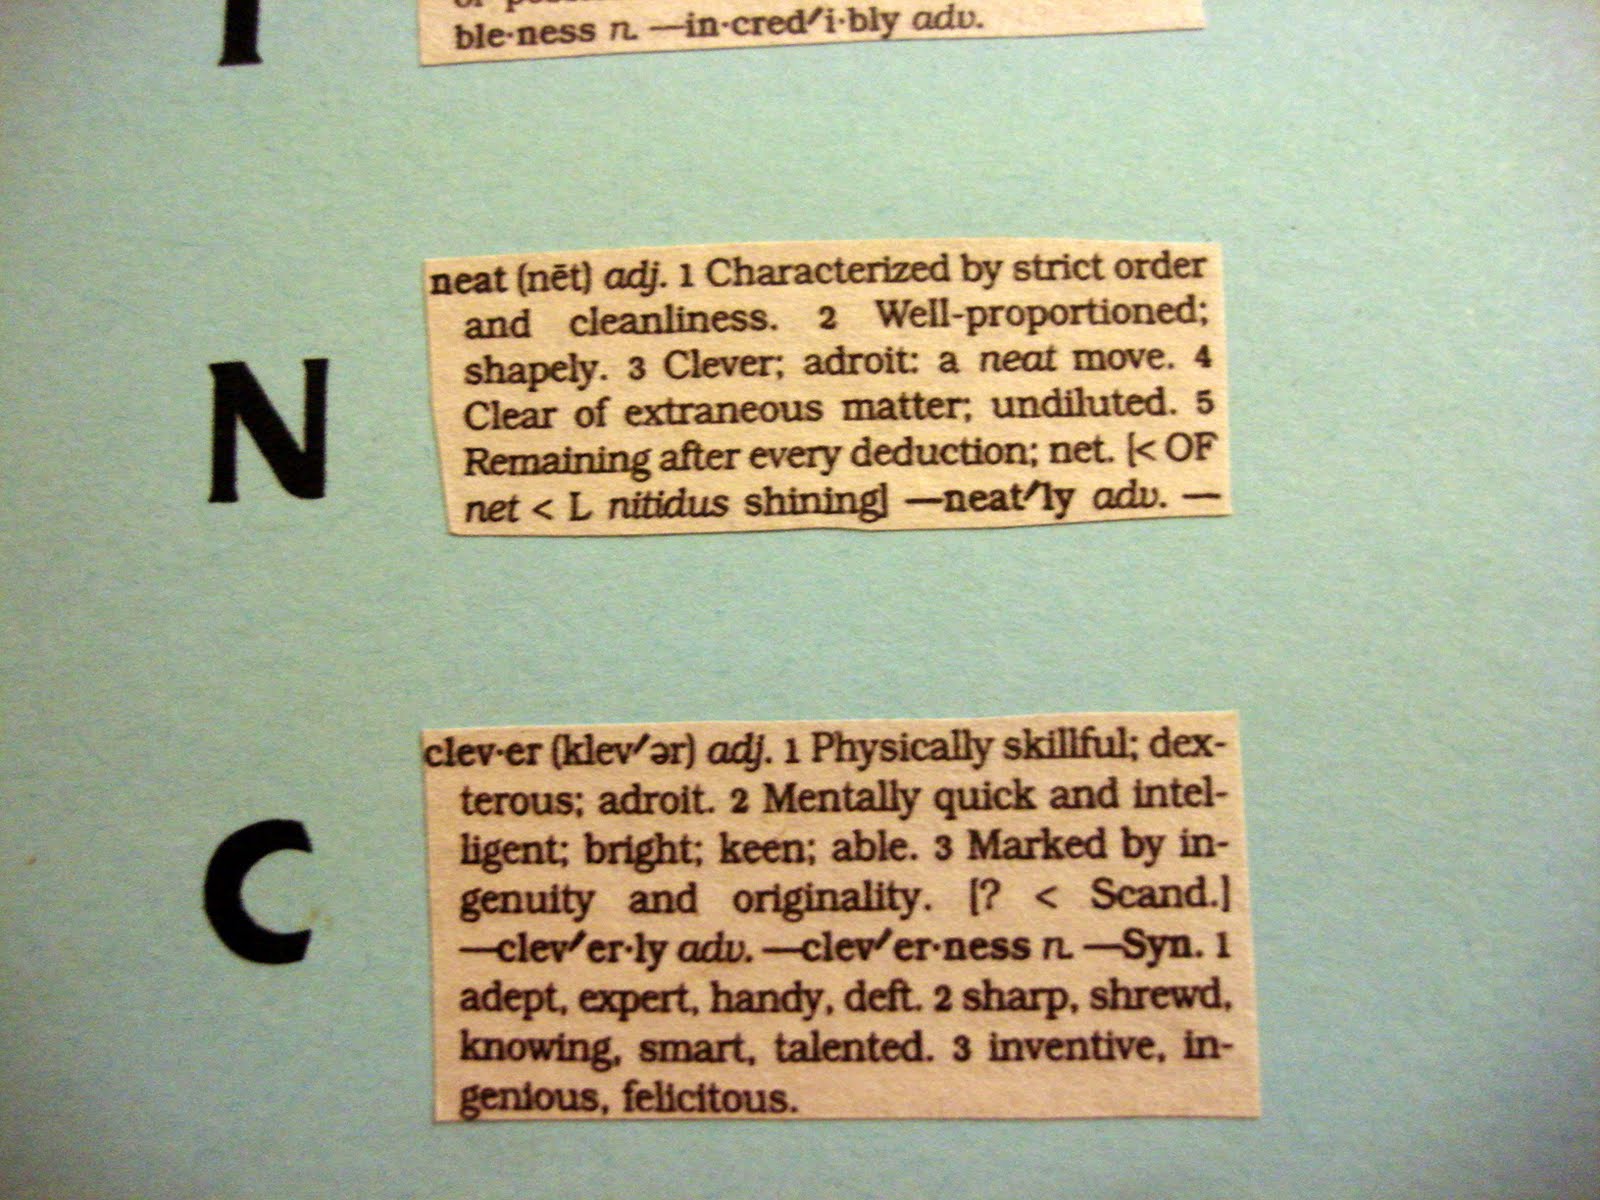 I
ble·ness n. —in·cred′i·bly adv.
N
neat (nēt) adj. 1 Characterized by strict order
and cleanliness. 2 Well-proportioned;
shapely. 3 Clever; adroit: a neat move. 4
Clear of extraneous matter; undiluted. 5
Remaining after every deduction; net. [< OF
net < L nitidus shining] —neat′ly adv. —
C
clev·er (klev′ər) adj. 1 Physically skillful; dex-
terous; adroit. 2 Mentally quick and intel-
ligent; bright; keen; able. 3 Marked by in-
genuity and originality. [? < Scand.]
—clev′er·ly adv. —clev′er·ness n. —Syn. 1
adept, expert, handy, deft. 2 sharp, shrewd,
knowing, smart, talented. 3 inventive, in-
genious, felicitous.